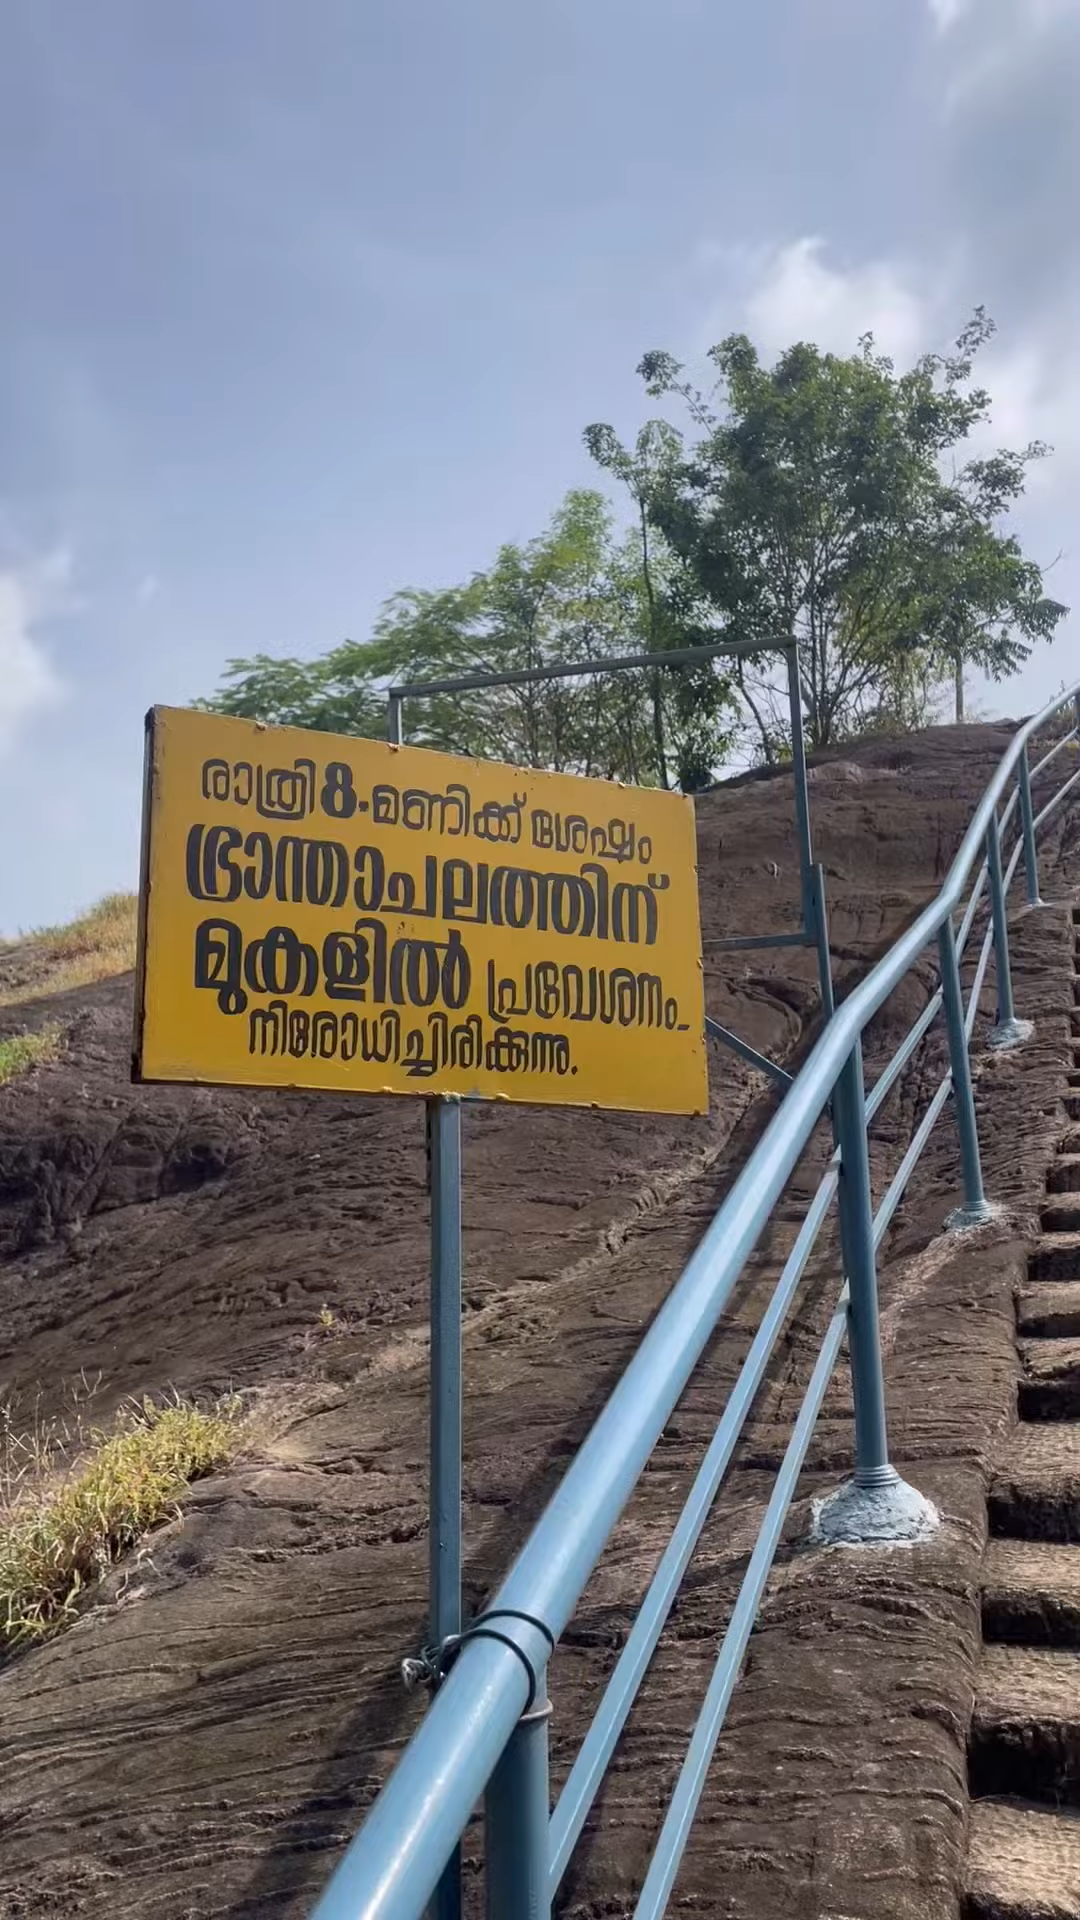 രാത്രി 8.മണിക്ക് ശേഷം
ഭ്രാന്താചലത്തിന്
മുകളിൽ പ്രവേശനം_
നിരോധിച്ചിരിക്കുന്നു.